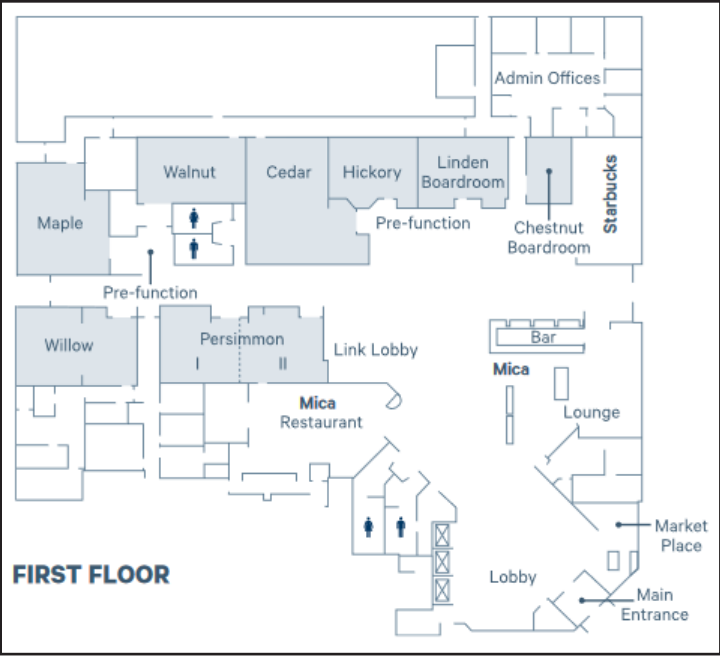 Admin Offices
Walnut
Cedar
Hickory
Linden
Boardroom
Starbucks
Maple
Pre-function
Chestnut
Boardroom
Pre-function
Willow
Persimmon
I
II
Link Lobby
Bar
Mica
Mica
Restaurant
Lounge
Market
Place
FIRST FLOOR
Lobby
Main
Entrance